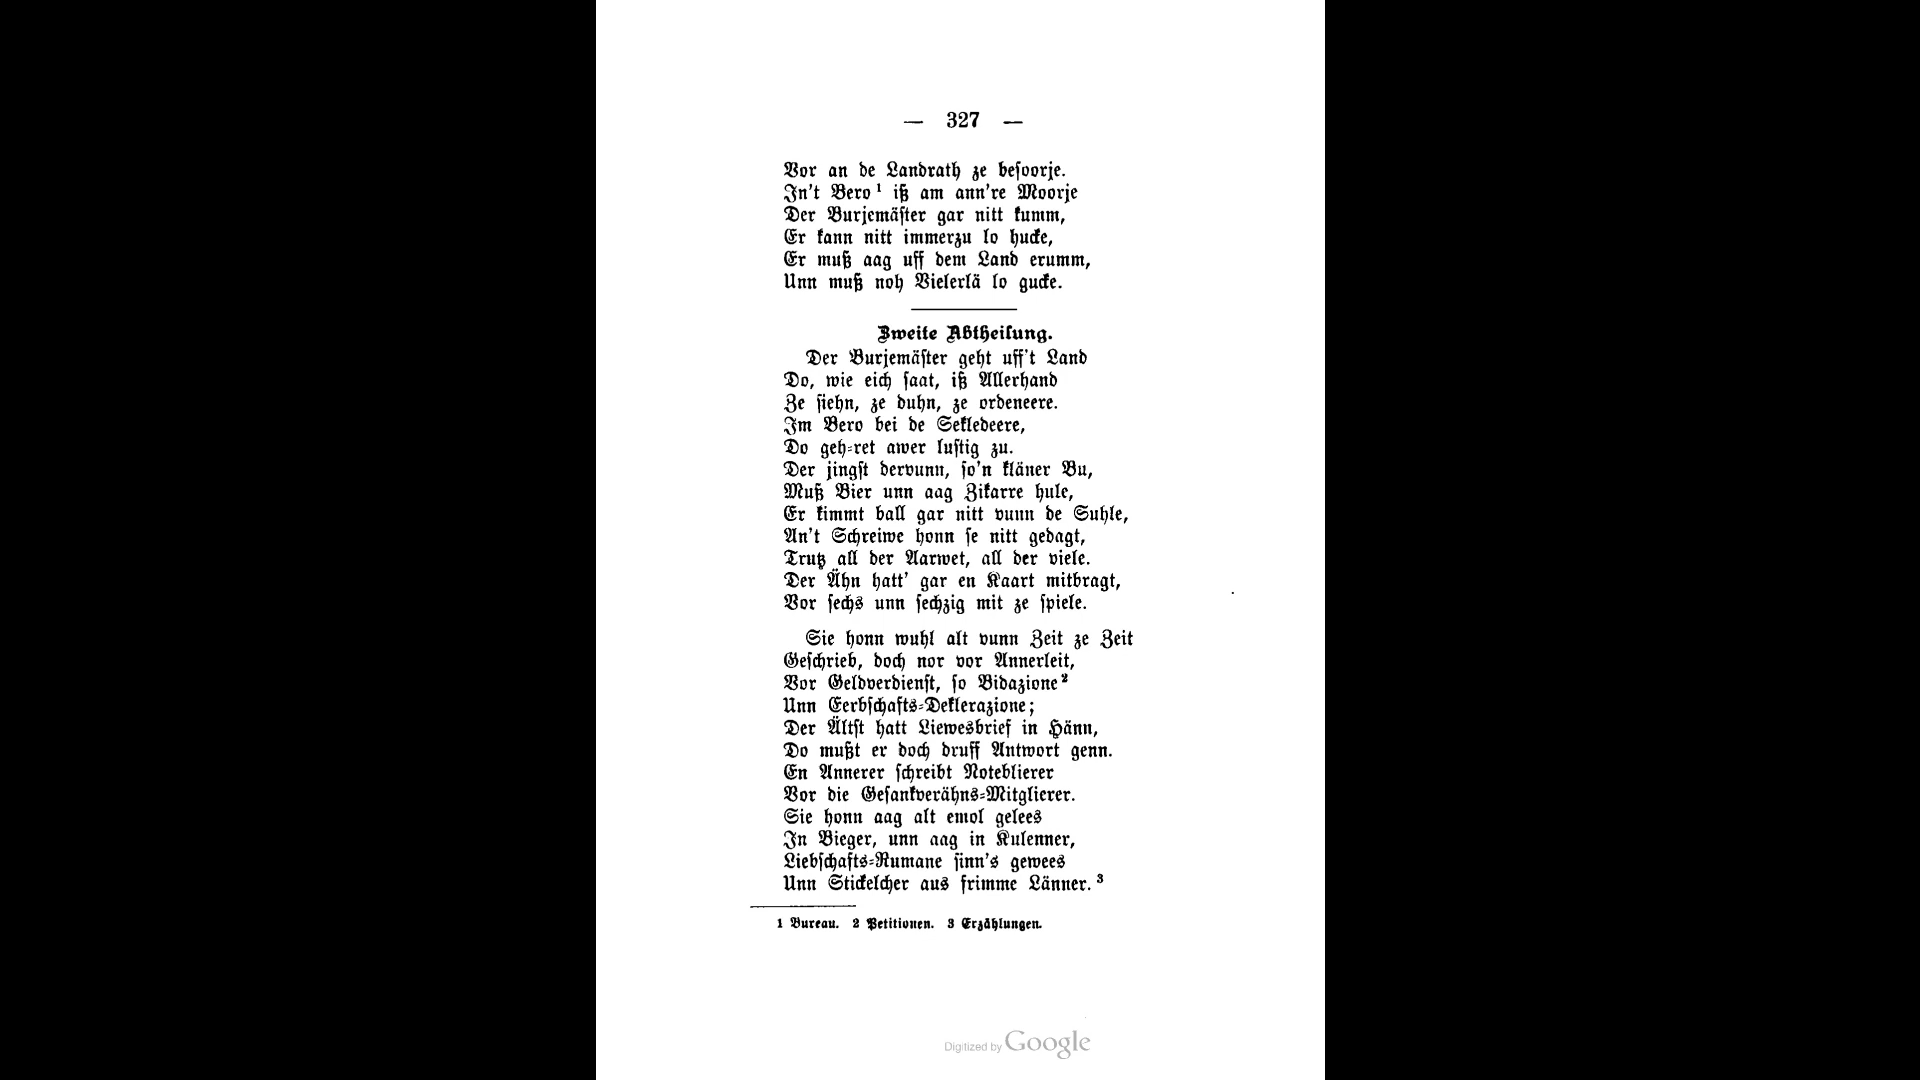 — 327 —
Vor an de Landrath ze beſoorje.
In't Bero ¹ iß am ann're Moorje
Der Burjemäſter gar nitt kumm,
Er kann nitt immerzu lo hucke,
Er muß aag uff dem Land erumm,
Unn muß noh Vielerlä lo gucke.
Zweite Abtheilung.
Der Burjemäſter geht uff't Land
Do, wie eich ſaat, iß Allerhand
Ze ſiehn, ze duhn, ze ordeneere.
Im Bero bei de Sekledeere,
Do geh-ret awer luſtig zu.
Der jingſt dervunn, ſo'n kläner Bu,
Muß Bier unn aag Zikarre hule,
Er kimmt ball gar nitt vunn de Suhle,
An't Schreiwe honn ſe nitt gedagt,
Trutz all der Aarwet, all der viele.
Der Ähn hatt' gar en Kaart mitbragt,
Vor ſechs unn ſechzig mit ze ſpiele.
Sie honn wuhl alt vunn Zeit ze Zeit
Geſchrieb, doch nor vor Annerleit,
Vor Geldverdienſt, ſo Bidazione ²
Unn Eerbſchafts-Deklerazione;
Der Ältſt hatt Liewesbrief in Hänn,
Do mußt er doch druff Antwort genn.
En Annerer ſchreibt Noteblierer
Vor die Geſankverähns-Mitglierer.
Sie honn aag alt emol gelees
In Bieger, unn aag in Kulenner,
Liebſchafts-Rumane ſinn's gewees
Unn Stickelcher aus frimme Länner. ³
1 Bureau. 2 Petitionen. 3 Erzählungen.
Digitized by Google